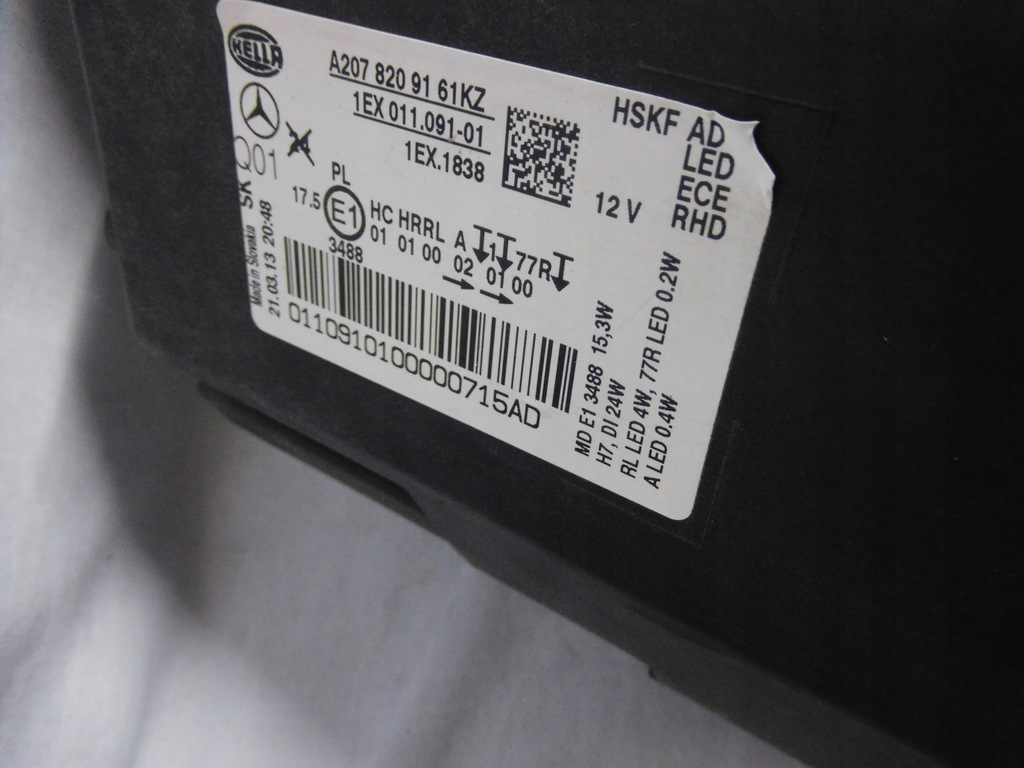 HELLA
A207 820 91 61KZ
1EX 011.091-01
1EX.1838
HSKF AD
LED
ECE
RHD
12 V
Q01
PL
17.5 E1 HC HRRL A 1 77R
01 01 00 02 01 00
3488
SK
Made in Slovakia
21.03.13 20:48
0110910100000715AD
MD E1 3488 15,3W
H7, DI 24W
RL LED 4W, 77R LED 0.2W
A LED 0.4W